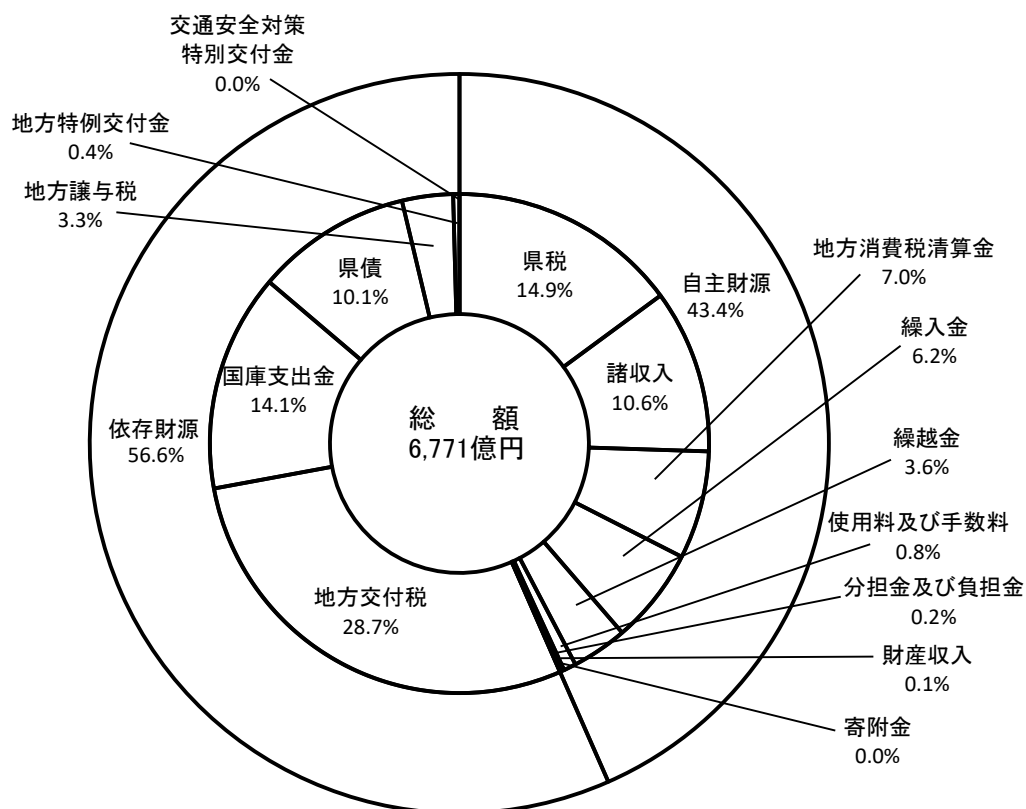 交通安全対策
特別交付金
0.0%
地方特例交付金
0.4%
地方譲与税
3.3%
県債
10.1%
県税
14.9%
自主財源
43.4%
地方消費税清算金
7.0%
繰入金
6.2%
諸収入
10.6%
国庫支出金
14.1%
依存財源
56.6%
総　額
6,771億円
繰越金
3.6%
使用料及び手数料
0.8%
分担金及び負担金
0.2%
財産収入
0.1%
寄附金
0.0%
地方交付税
28.7%